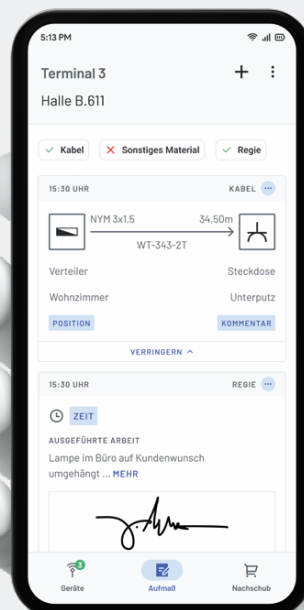 5:13 PM
Terminal 3
Halle B.611
Kabel
Sonstiges Material
Regie
15:30 UHR
KABEL
NYM 3x1,5
34,50m
WT-343-2T
Verteiler
Steckdose
Wohnzimmer
Unterputz
POSITION
KOMMENTAR
VERRINGERN
15:30 UHR
REGIE
ZEIT
AUSGEFÜHRTE ARBEIT
Lampe im Büro auf Kundenwunsch
umgehängt ... MEHR
3
Geräte
Aufmaß
Nachschub